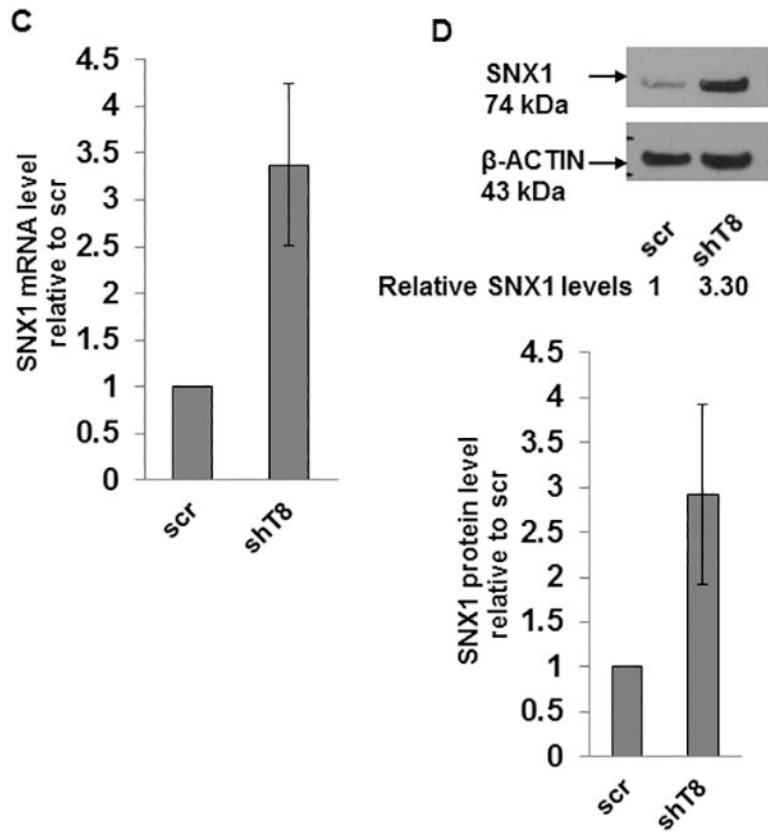 C
SNX1 mRNA level
relative to scr
4.5
4
3.5
3
2.5
2
1.5
1
0.5
0
scr
shT8
D
SNX1
74 kDa
β-ACTIN
43 kDa
scr
shT8
Relative SNX1 levels 1 3.30
SNX1 protein level
relative to scr
4.5
4
3.5
3
2.5
2
1.5
1
0.5
0
scr
shT8